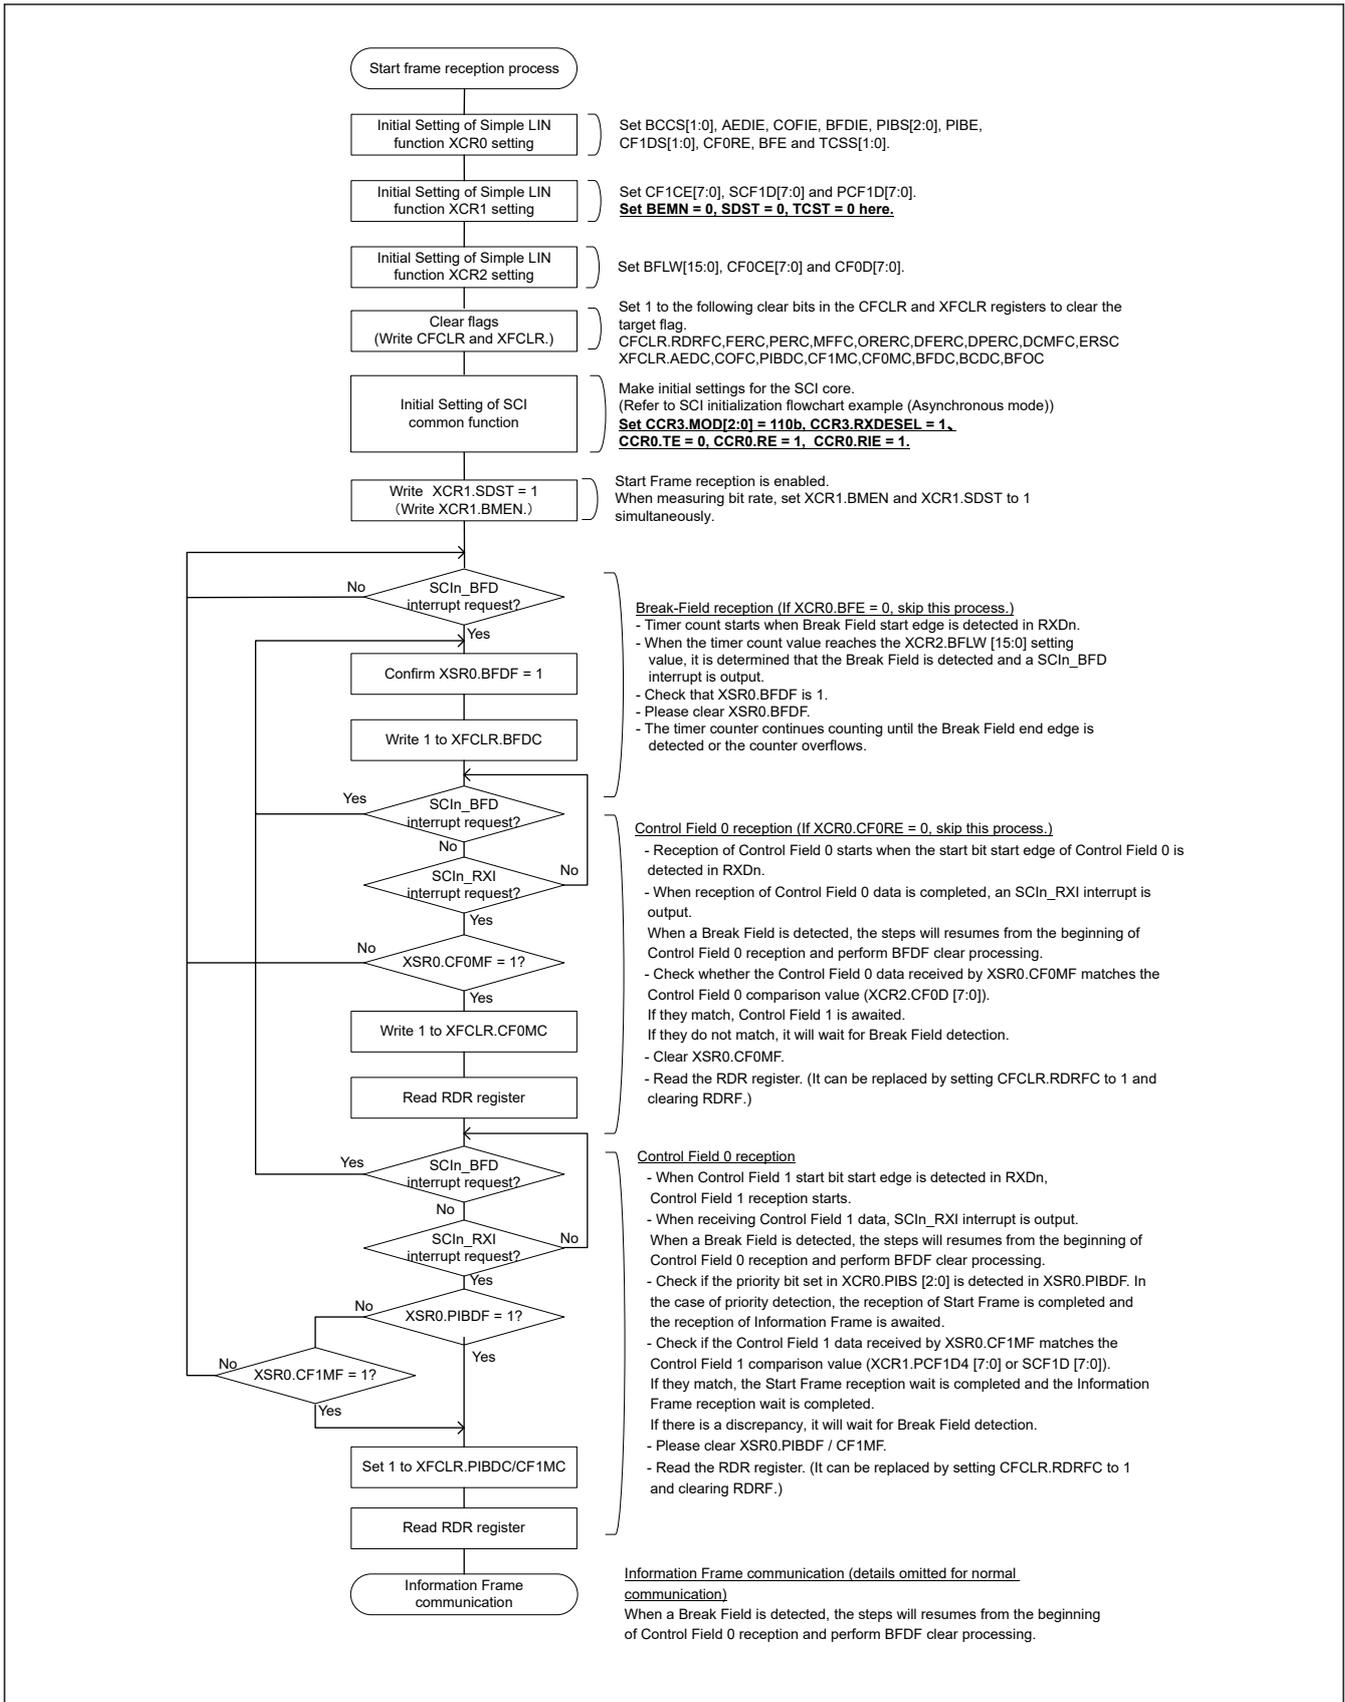 Start frame reception process
Initial Setting of Simple LIN
function XCR0 setting
Set BCCS[1:0], AEDIE, COFIE, BFDIE, PIBS[2:0], PIBE,
CF1DS[1:0], CF0RE, BFE and TCSS[1:0].
Initial Setting of Simple LIN
function XCR1 setting
Set CF1CE[7:0], SCF1D[7:0] and PCF1D[7:0].
Set BEMN = 0, SDST = 0, TCST = 0 here.
Initial Setting of Simple LIN
function XCR2 setting
Set BFLW[15:0], CF0CE[7:0] and CF0D[7:0].
Clear flags
(Write CFCLR and XFCLR.)
Set 1 to the following clear bits in the CFCLR and XFCLR registers to clear the
target flag.
CFCLR.RDRFC,FERC,PERC,MFFC,ORERC,DFERC,DPERC,DCMFC,ERSC
XFCLR.AEDC,COFC,PIBDC,CF1MC,CF0MC,BFDC,BCDC,BFOC
Initial Setting of SCI
common function
Make initial settings for the SCI core.
(Refer to SCI initialization flowchart example (Asynchronous mode))
Set CCR3.MOD[2:0] = 110b, CCR3.RXDESEL = 1、
CCR0.TE = 0, CCR0.RE = 1, CCR0.RIE = 1.
Write XCR1.SDST = 1
（Write XCR1.BMEN.）
Start Frame reception is enabled.
When measuring bit rate, set XCR1.BMEN and XCR1.SDST to 1
simultaneously.
No
SCIn_BFD
interrupt request?
Yes
Confirm XSR0.BFDF = 1
Write 1 to XFCLR.BFDC
Break-Field reception (If XCR0.BFE = 0, skip this process.)
- Timer count starts when Break Field start edge is detected in RXDn.
- When the timer count value reaches the XCR2.BFLW [15:0] setting
value, it is determined that the Break Field is detected and a SCIn_BFD
interrupt is output.
- Check that XSR0.BFDF is 1.
- Please clear XSR0.BFDF.
- The timer counter continues counting until the Break Field end edge is
detected or the counter overflows.
Yes
SCIn_BFD
interrupt request?
No
SCIn_RXI
interrupt request?
No
Yes
No
XSR0.CF0MF = 1?
Yes
Write 1 to XFCLR.CF0MC
Read RDR register
Control Field 0 reception (If XCR0.CF0RE = 0, skip this process.)
- Reception of Control Field 0 starts when the start bit start edge of Control Field 0 is
detected in RXDn.
- When reception of Control Field 0 data is completed, an SCIn_RXI interrupt is
output.
When a Break Field is detected, the steps will resumes from the beginning of
Control Field 0 reception and perform BFDF clear processing.
- Check whether the Control Field 0 data received by XSR0.CF0MF matches the
Control Field 0 comparison value (XCR2.CF0D [7:0]).
If they match, Control Field 1 is awaited.
If they do not match, it will wait for Break Field detection.
- Clear XSR0.CF0MF.
- Read the RDR register. (It can be replaced by setting CFCLR.RDRFC to 1 and
clearing RDRF.)
Yes
SCIn_BFD
interrupt request?
No
SCIn_RXI
interrupt request?
No
Yes
No
XSR0.PIBDF = 1?
Yes
No
XSR0.CF1MF = 1?
Yes
Set 1 to XFCLR.PIBDC/CF1MC
Read RDR register
Control Field 0 reception
- When Control Field 1 start bit start edge is detected in RXDn,
Control Field 1 reception starts.
- When receiving Control Field 1 data, SCIn_RXI interrupt is output.
When a Break Field is detected, the steps will resumes from the beginning of
Control Field 0 reception and perform BFDF clear processing.
- Check if the priority bit set in XCR0.PIBS [2:0] is detected in XSR0.PIBDF. In
the case of priority detection, the reception of Start Frame is completed and
the reception of Information Frame is awaited.
- Check if the Control Field 1 data received by XSR0.CF1MF matches the
Control Field 1 comparison value (XCR1.PCF1D4 [7:0] or SCF1D [7:0]).
If they match, the Start Frame reception wait is completed and the Information
Frame reception wait is completed.
If there is a discrepancy, it will wait for Break Field detection.
- Please clear XSR0.PIBDF / CF1MF.
- Read the RDR register. (It can be replaced by setting CFCLR.RDRFC to 1
and clearing RDRF.)
Information Frame
communication
Information Frame communication (details omitted for normal
communication)
When a Break Field is detected, the steps will resumes from the beginning
of Control Field 0 reception and perform BFDF clear processing.